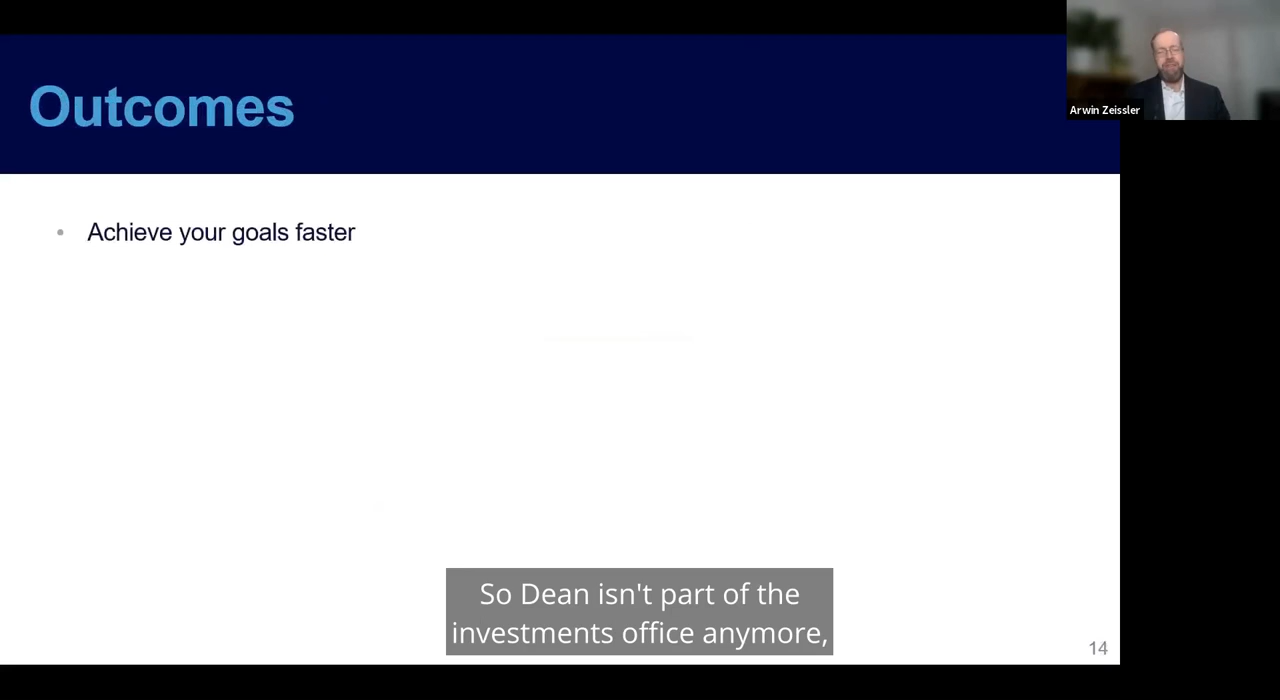 Outcomes
Arwin Zeissler
• Achieve your goals faster
So Dean isn't part of the
investments office anymore,
14